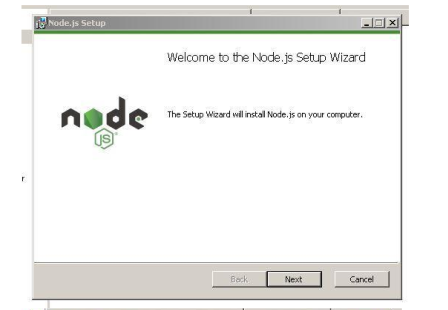 Node.js Setup
Welcome to the Node.js Setup Wizard
The Setup Wizard will install Node.js on your computer.
node
JS
r
Back
Next
Cancel